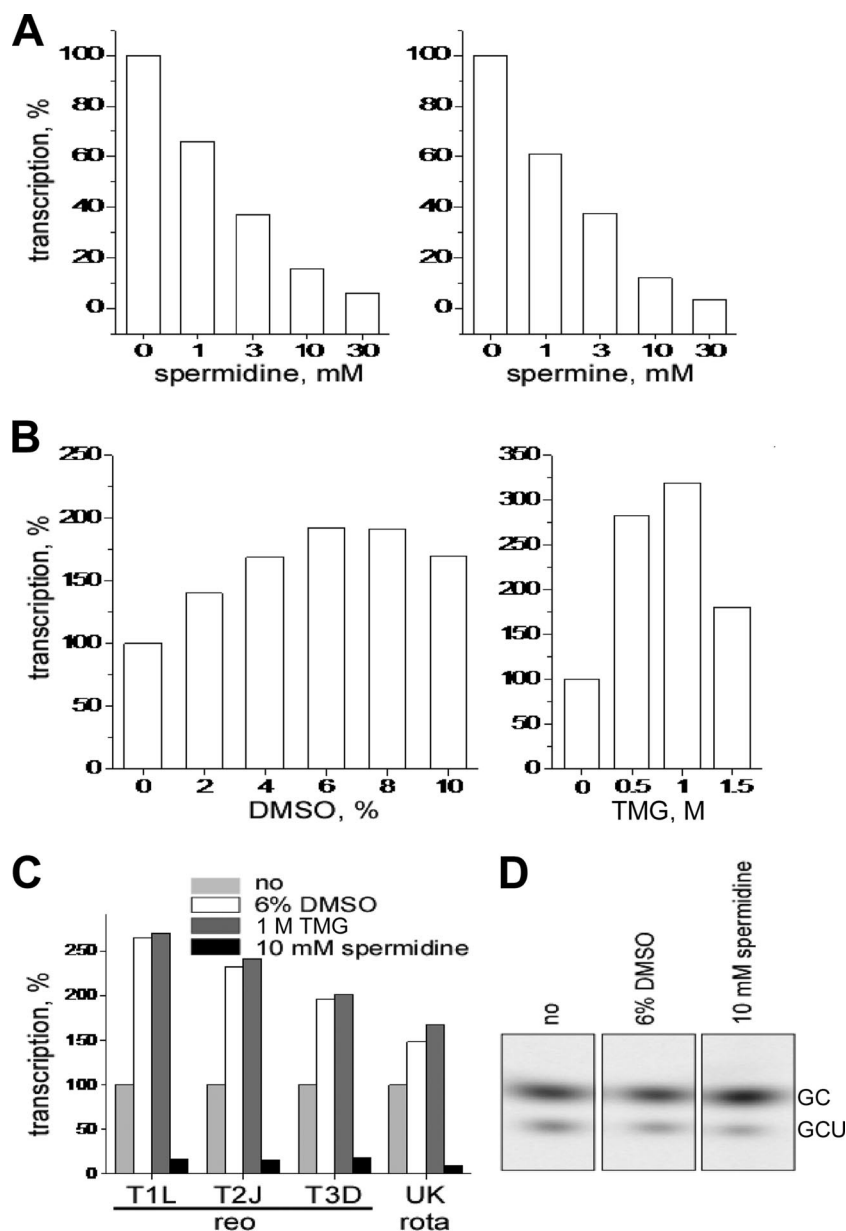 A
transcription, %
100
80
60
40
20
0
0 1 3 10 30
spermidine, mM
100
80
60
40
20
0
0 1 3 10 30
spermine, mM
B
transcription, %
250
200
150
100
50
0
0 2 4 6 8 10
DMSO, %
350
300
250
200
150
100
50
0
0 0.5 1 1.5
TMG, M
C
no
6% DMSO
1 M TMG
10 mM spermidine
transcription, %
250
200
150
100
50
0
T1L T2J T3D UK
reo rota
D
no
6% DMSO
10 mM spermidine
GC
GCU